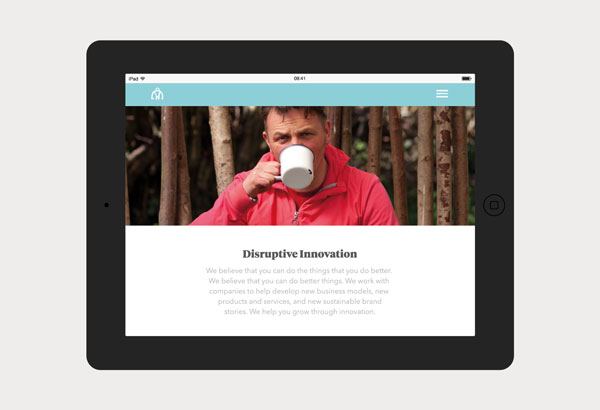 iPad
09:41
Disruptive Innovation
We believe that you can do the things that you do better.
We believe that you can do better things. We work with
companies to help develop new business models, new
products and services, and new sustainable brand
stories. We help you grow through innovation.